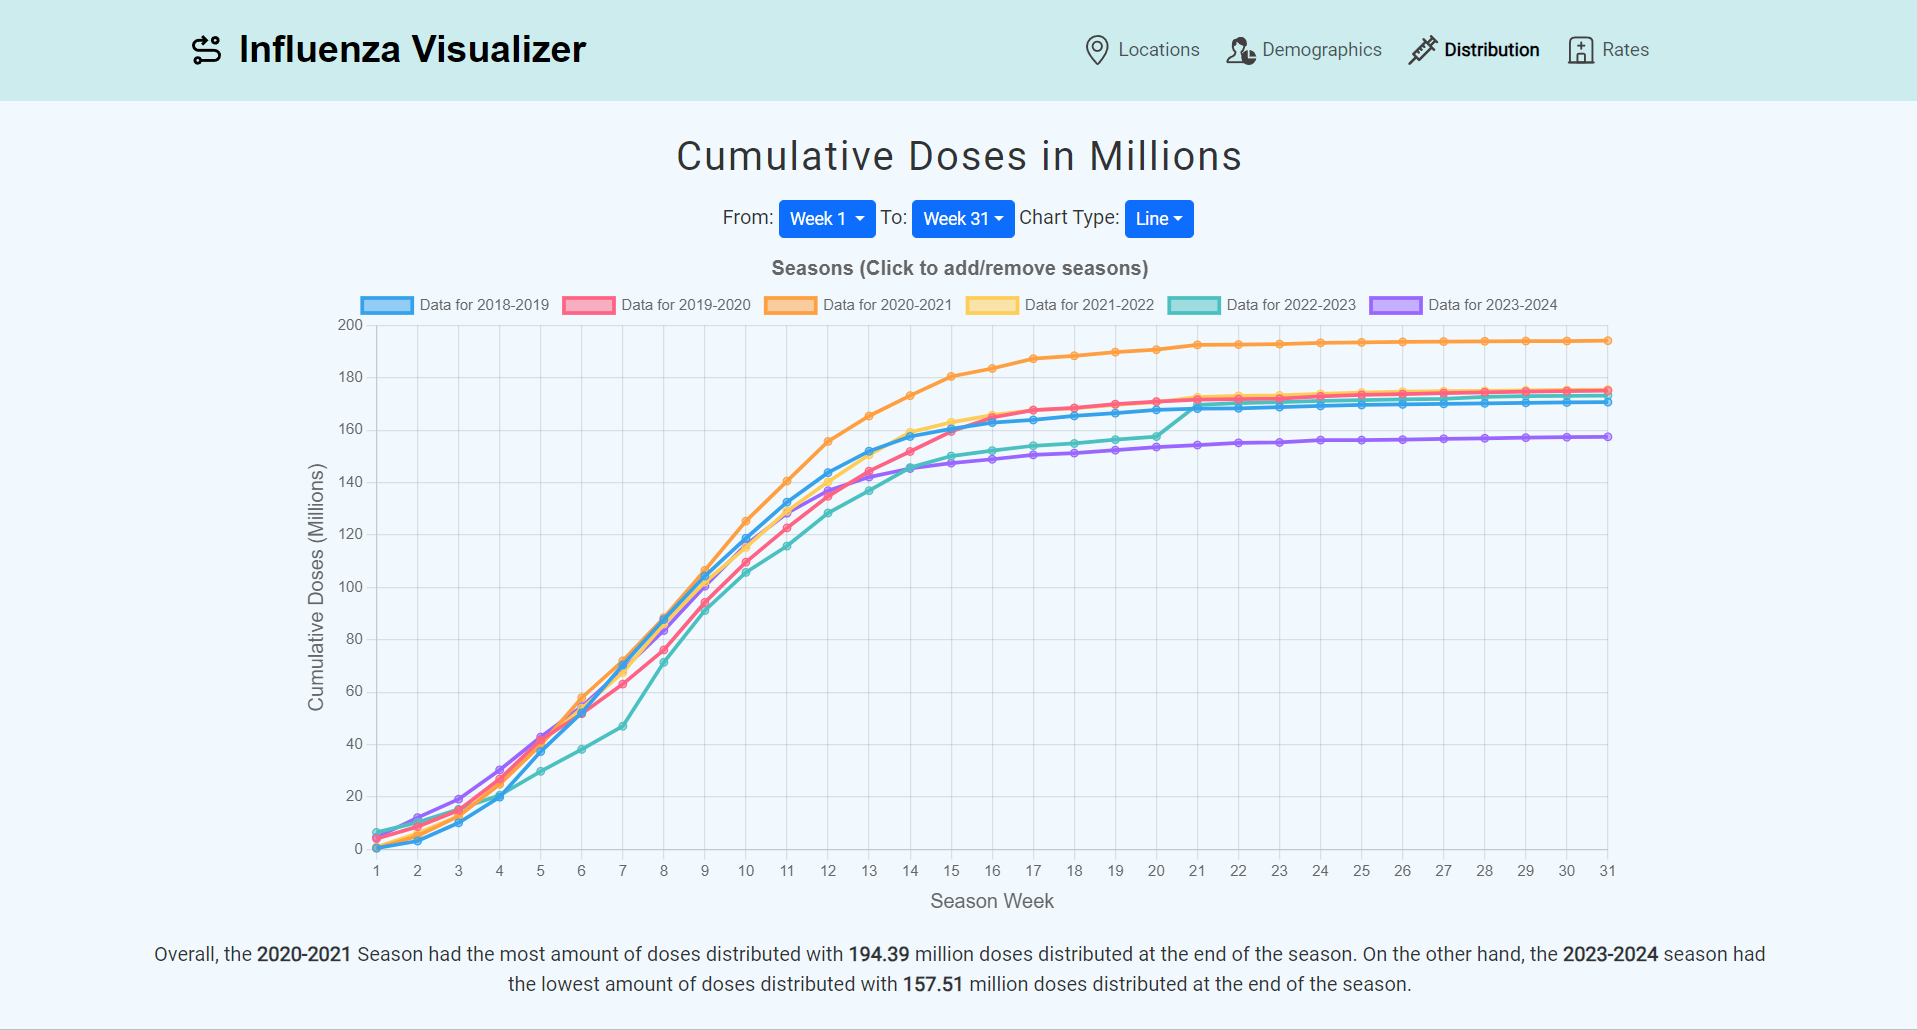 Influenza Visualizer
Locations Demographics Distribution Rates
Cumulative Doses in Millions
From: Week 1 To: Week 31 Chart Type: Line
Seasons (Click to add/remove seasons)
Data for 2018-2019 Data for 2019-2020 Data for 2020-2021 Data for 2021-2022 Data for 2022-2023 Data for 2023-2024
Cumulative Doses (Millions)
200
180
160
140
120
100
80
60
40
20
0
1 2 3 4 5 6 7 8 9 10 11 12 13 14 15 16 17 18 19 20 21 22 23 24 25 26 27 28 29 30 31
Season Week
Overall, the 2020-2021 Season had the most amount of doses distributed with 194.39 million doses distributed at the end of the season. On the other hand, the 2023-2024 season had
the lowest amount of doses distributed with 157.51 million doses distributed at the end of the season.